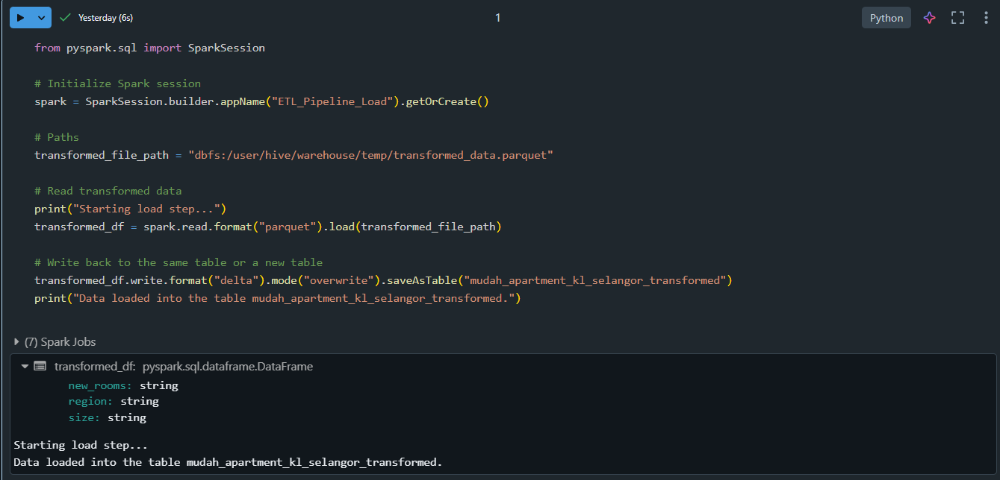 Yesterday (6s)
1
Python
from pyspark.sql import SparkSession
# Initialize Spark session
spark = SparkSession.builder.appName("ETL_Pipeline_Load").getOrCreate()
# Paths
transformed_file_path = "dbfs:/user/hive/warehouse/temp/transformed_data.parquet"
# Read transformed data
print("Starting load step...")
transformed_df = spark.read.format("parquet").load(transformed_file_path)
# Write back to the same table or a new table
transformed_df.write.format("delta").mode("overwrite").saveAsTable("mudah_apartment_kl_selangor_transformed")
print("Data loaded into the table mudah_apartment_kl_selangor_transformed.")
(7) Spark Jobs
transformed_df: pyspark.sql.dataframe.DataFrame
new_rooms: string
region: string
size: string
Starting load step...
Data loaded into the table mudah_apartment_kl_selangor_transformed.